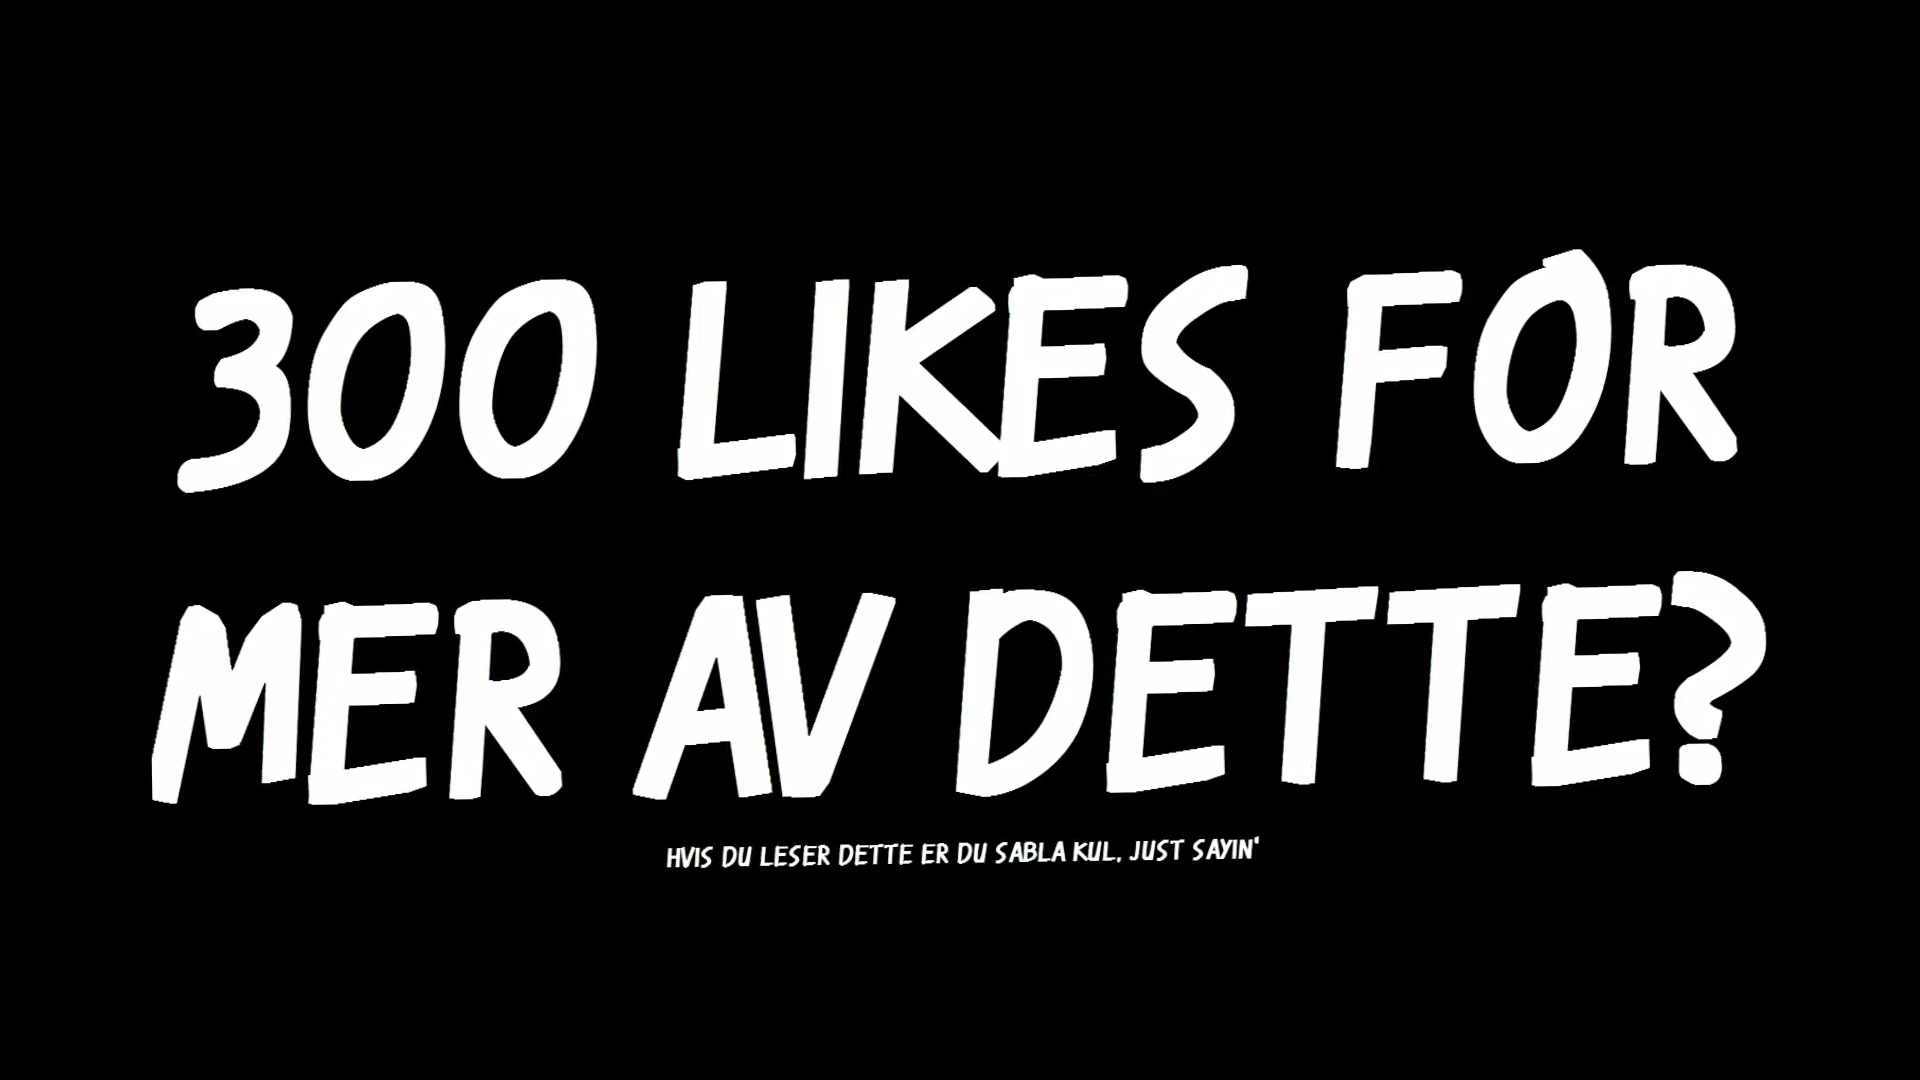 300 LIKES FOR
MER AV DETTE?
HVIS DU LESER DETTE ER DU SABLA KUL, JUST SAYIN'